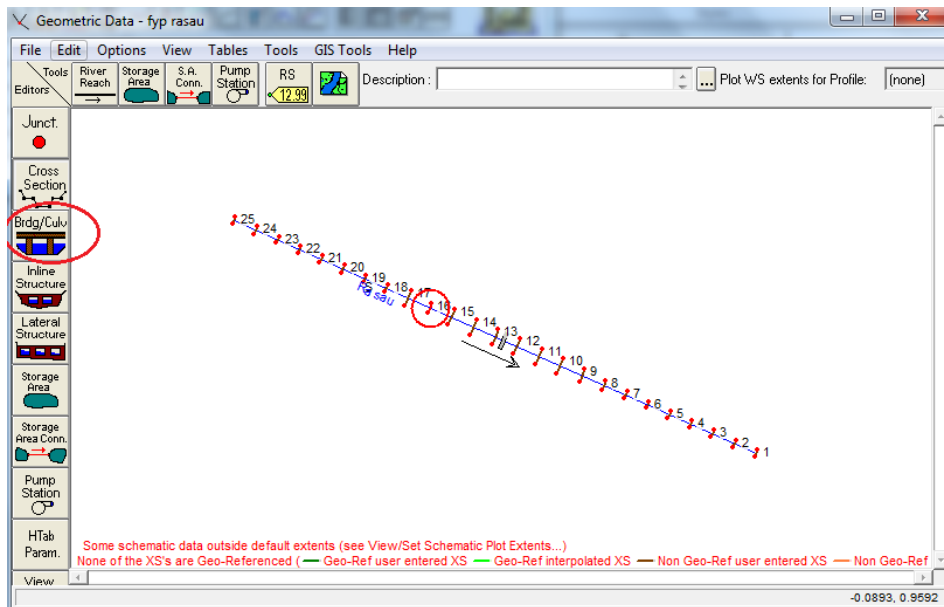 Geometric Data - fyp rasau
File Edit Options View Tables Tools GIS Tools Help
Tools
Editors
River Reach
Storage Area
S.A. Conn.
Pump Station
RS
12.99
Description :
...
Plot WS extents for Profile:
(none)
Junct.
Cross Section
Brdg/Culv
Inline Structure
Lateral Structure
Storage Area
Storage Area Conn.
Pump Station
HTab Param.
View
25
24
23
22
21
20
19
18
17
16
15
14
13
12
11
10
9
8
7
6
5
4
3
2
1
Rasau
Some schematic data outside default extents (see View/Set Schematic Plot Extents...)
None of the XS's are Geo-Referenced ( Geo-Ref user entered XS Geo-Ref interpolated XS Non Geo-Ref user entered XS Non Geo-Ref
-0.0893, 0.9592